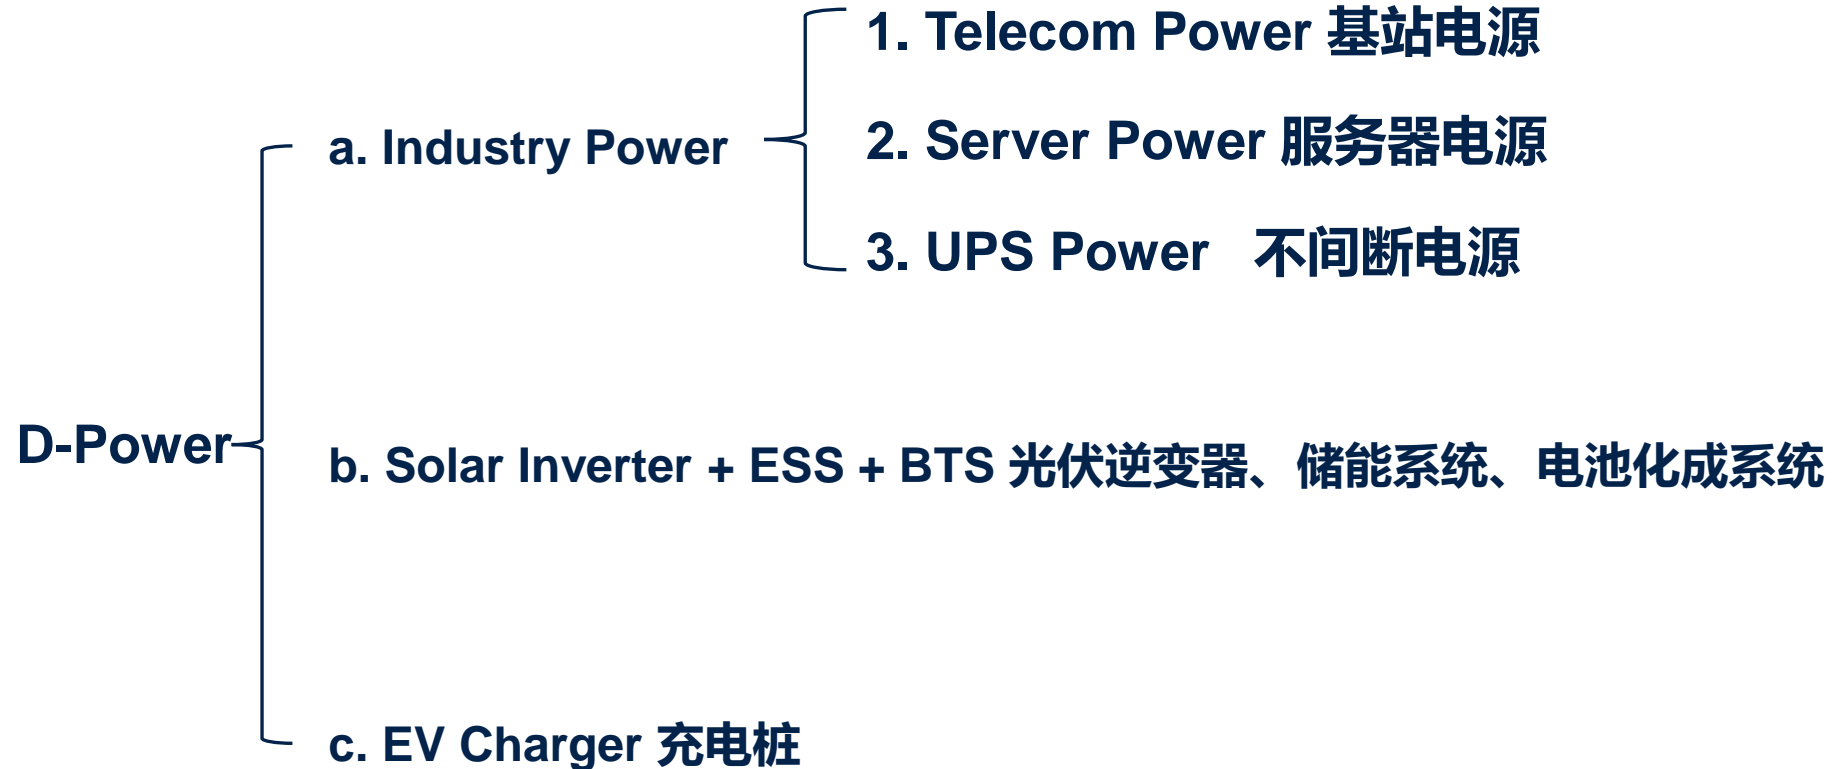 1. Telecom Power 基站电源
a. Industry Power
2. Server Power 服务器电源
3. UPS Power 不间断电源
D-Power
b. Solar Inverter + ESS + BTS 光伏逆变器、储能系统、电池化成系统
c. EV Charger 充电桩